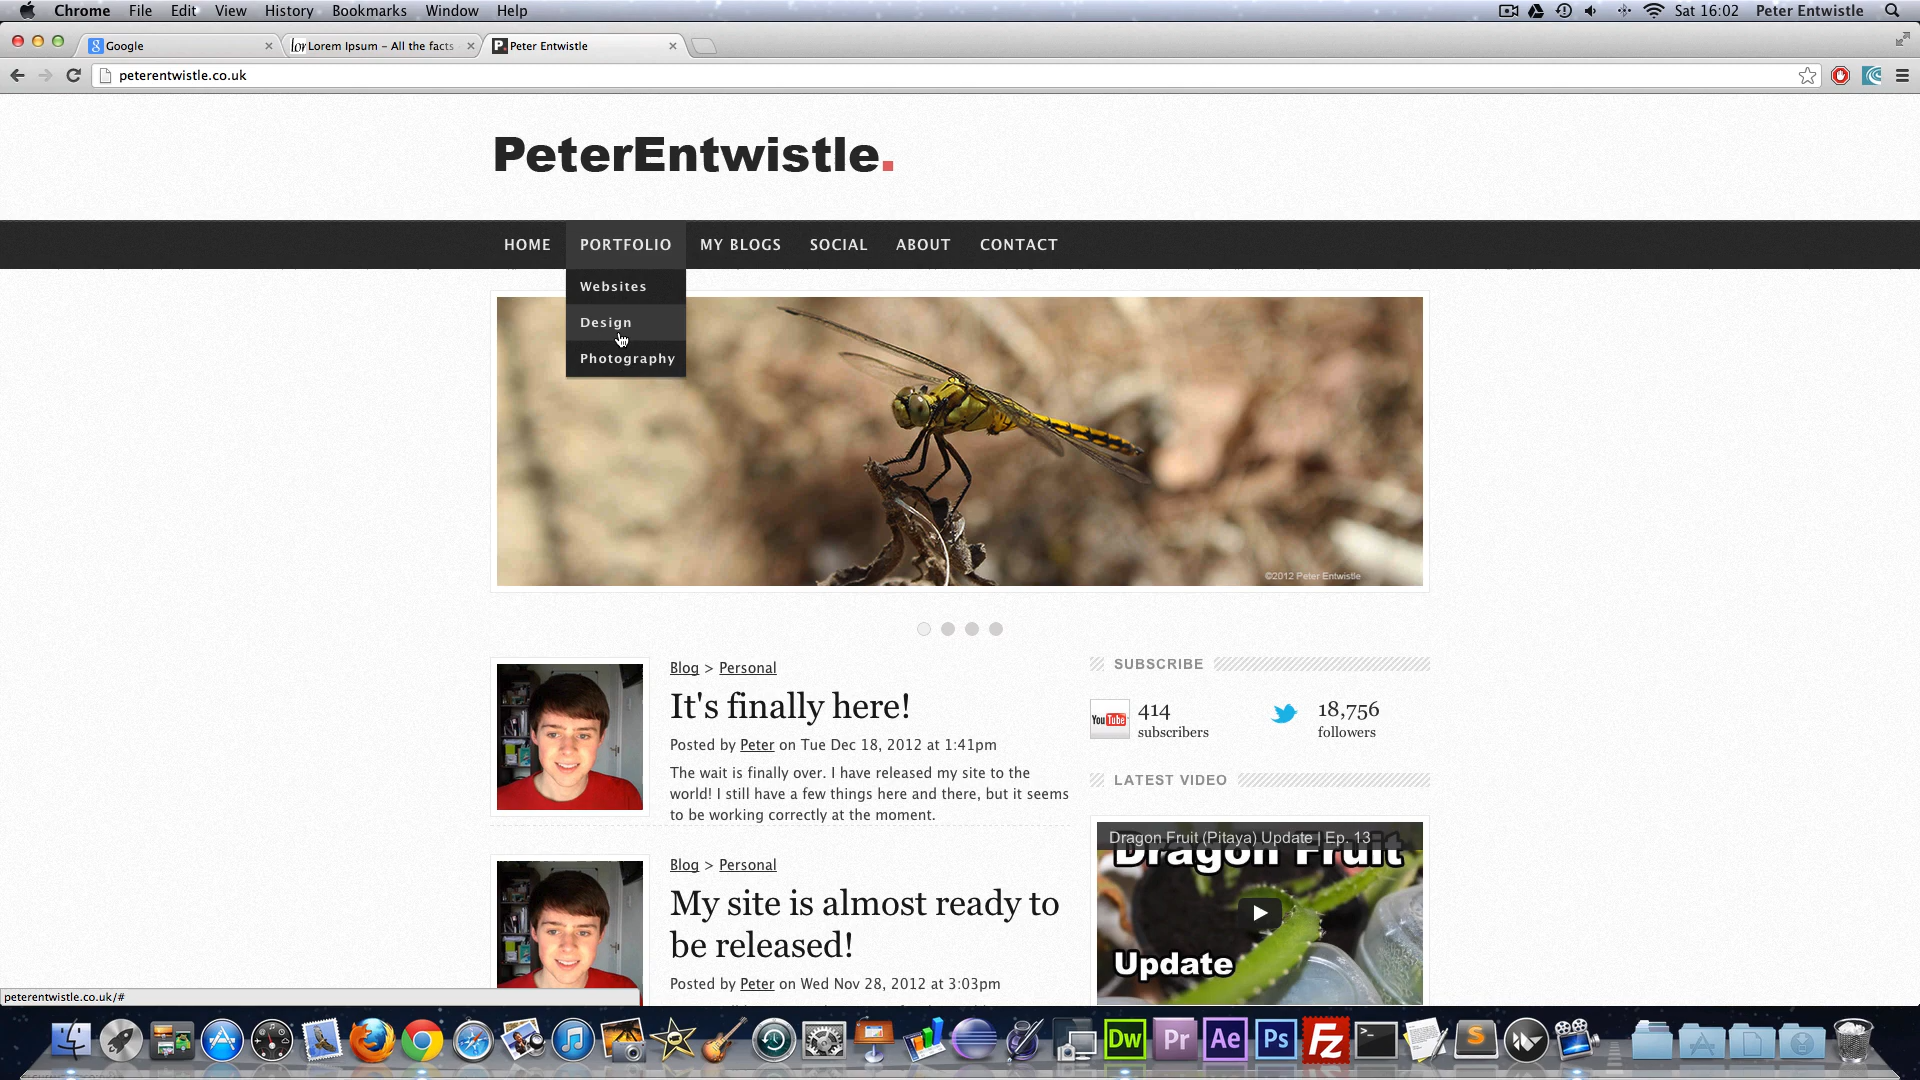 Chrome File Edit View History Bookmarks Window Help Sat 16:02 Peter Entwistle
Google Lorem Ipsum - All the facts Peter Entwistle
peterentwistle.co.uk
PeterEntwistle.
HOME PORTFOLIO MY BLOGS SOCIAL ABOUT CONTACT
Websites
Design
Photography
©2012 Peter Entwistle
Blog > Personal
It's finally here!
Posted by Peter on Tue Dec 18, 2012 at 1:41pm
The wait is finally over. I have released my site to the
world! I still have a few things here and there, but it seems
to be working correctly at the moment.
Blog > Personal
My site is almost ready to
be released!
Posted by Peter on Wed Nov 28, 2012 at 3:03pm
SUBSCRIBE
YouTube
414
subscribers
18,756
followers
LATEST VIDEO
Dragon Fruit (Pitaya) Update | Ep. 13
Dragon Fruit
Update
peterentwistle.co.uk/#
Dw Pr Ae Ps Fz S